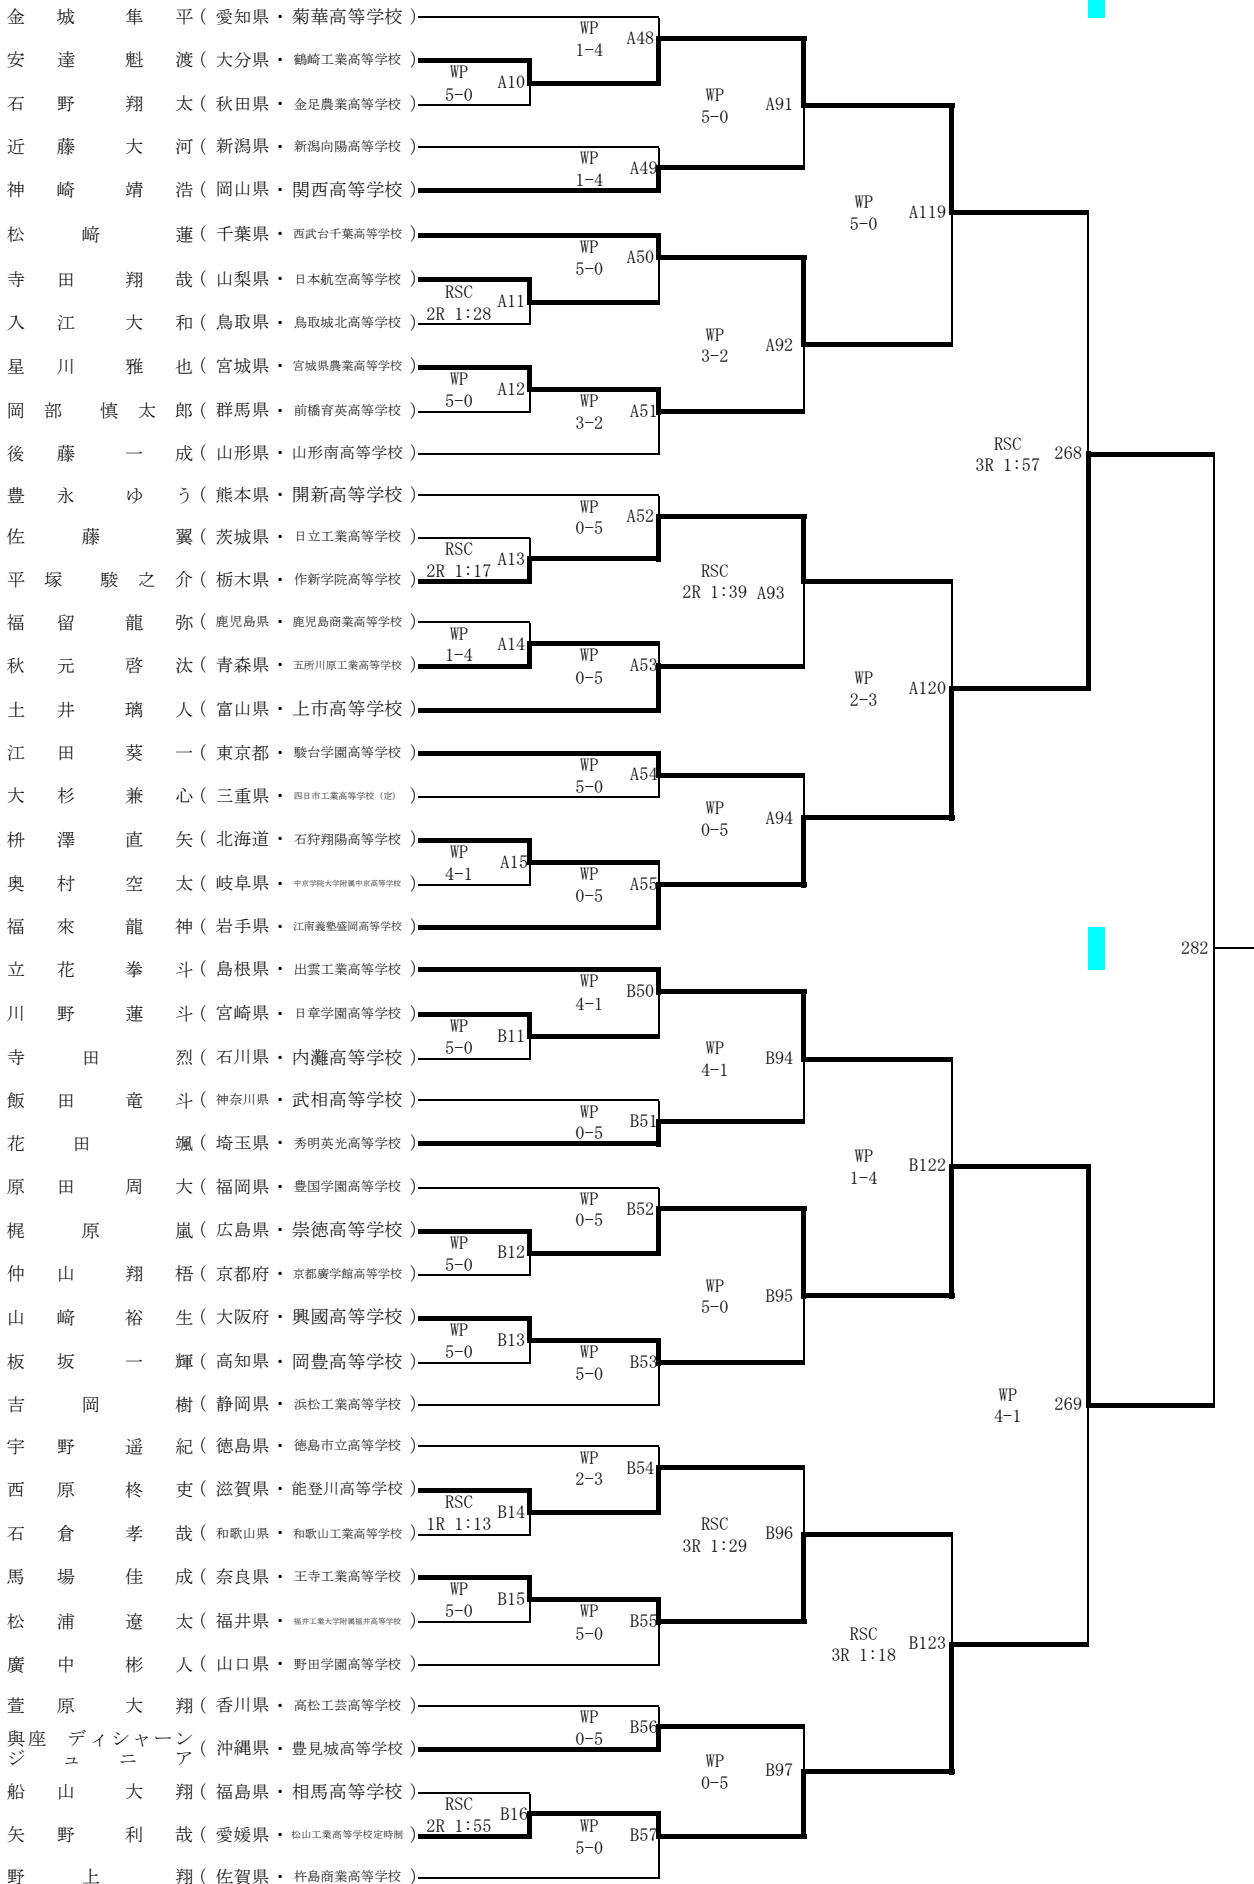 金城隼平(愛知県・菊華高等学校)
安達魁渡(大分県・鶴崎工業高等学校)
石野翔太(秋田県・金足農業高等学校)
近藤大河(新潟県・新潟向陽高等学校)
神崎靖浩(岡山県・関西高等学校)
松﨑蓮(千葉県・西武台千葉高等学校)
寺田翔哉(山梨県・日本航空高等学校)
入江大和(鳥取県・鳥取城北高等学校)
星川雅也(宮城県・宮城県農業高等学校)
岡部慎太郎(群馬県・前橋育英高等学校)
後藤一成(山形県・山形南高等学校)
豊永ゆう(熊本県・開新高等学校)
佐藤翼(茨城県・日立工業高等学校)
平塚駿之介(栃木県・作新学院高等学校)
福留龍弥(鹿児島県・鹿児島商業高等学校)
秋元啓汰(青森県・五所川原工業高等学校)
土井璃人(富山県・上市高等学校)
江田葵一(東京都・駿台学園高等学校)
大杉兼心(三重県・四日市工業高等学校(定))
枡澤直矢(北海道・石狩翔陽高等学校)
奥村空太(岐阜県・中京学院大学附属中京高等学校)
福來龍神(岩手県・江南義塾盛岡高等学校)
立花拳斗(島根県・出雲工業高等学校)
川野蓮斗(宮崎県・日章学園高等学校)
寺田烈(石川県・内灘高等学校)
飯田竜斗(神奈川県・武相高等学校)
花田颯(埼玉県・秀明英光高等学校)
原田周大(福岡県・豊国学園高等学校)
梶原嵐(広島県・崇徳高等学校)
仲山翔梧(京都府・京都廣学館高等学校)
山﨑裕生(大阪府・興國高等学校)
板坂一輝(高知県・岡豊高等学校)
吉岡樹(静岡県・浜松工業高等学校)
宇野遥紀(徳島県・徳島市立高等学校)
西原柊吏(滋賀県・能登川高等学校)
石倉孝哉(和歌山県・和歌山工業高等学校)
馬場佳成(奈良県・王寺工業高等学校)
松浦遼太(福井県・福井工業大学附属福井高等学校)
廣中彬人(山口県・野田学園高等学校)
萱原大翔(香川県・高松工芸高等学校)
與座 ディシャーン
ジュニア(沖縄県・豊見城高等学校)
船山大翔(福島県・相馬高等学校)
矢野利哉(愛媛県・松山工業高等学校定時制)
野上翔(佐賀県・杵島商業高等学校)
WP
5-0 A10
RSC
2R 1:28 A11
WP
5-0 A12
RSC
2R 1:17 A13
WP
1-4 A14
WP
4-1 A15
WP
5-0 B11
WP
5-0 B12
WP
5-0 B13
RSC
1R 1:13 B14
WP
5-0 B15
RSC
2R 1:55 B16
WP
1-4 A48
WP
1-4 A49
WP
5-0 A50
WP
3-2 A51
WP
0-5 A52
WP
0-5 A53
WP
5-0 A54
WP
0-5 A55
WP
4-1 B50
WP
0-5 B51
WP
0-5 B52
WP
5-0 B53
WP
2-3 B54
WP
5-0 B55
WP
0-5 B56
WP
5-0 B57
WP
5-0 A91
WP
3-2 A92
RSC
2R 1:39 A93
WP
0-5 A94
WP
4-1 B94
WP
5-0 B95
RSC
3R 1:29 B96
WP
0-5 B97
WP
5-0 A119
WP
2-3 A120
WP
1-4 B122
RSC
3R 1:18 B123
RSC
3R 1:57 268
WP
4-1 269
282